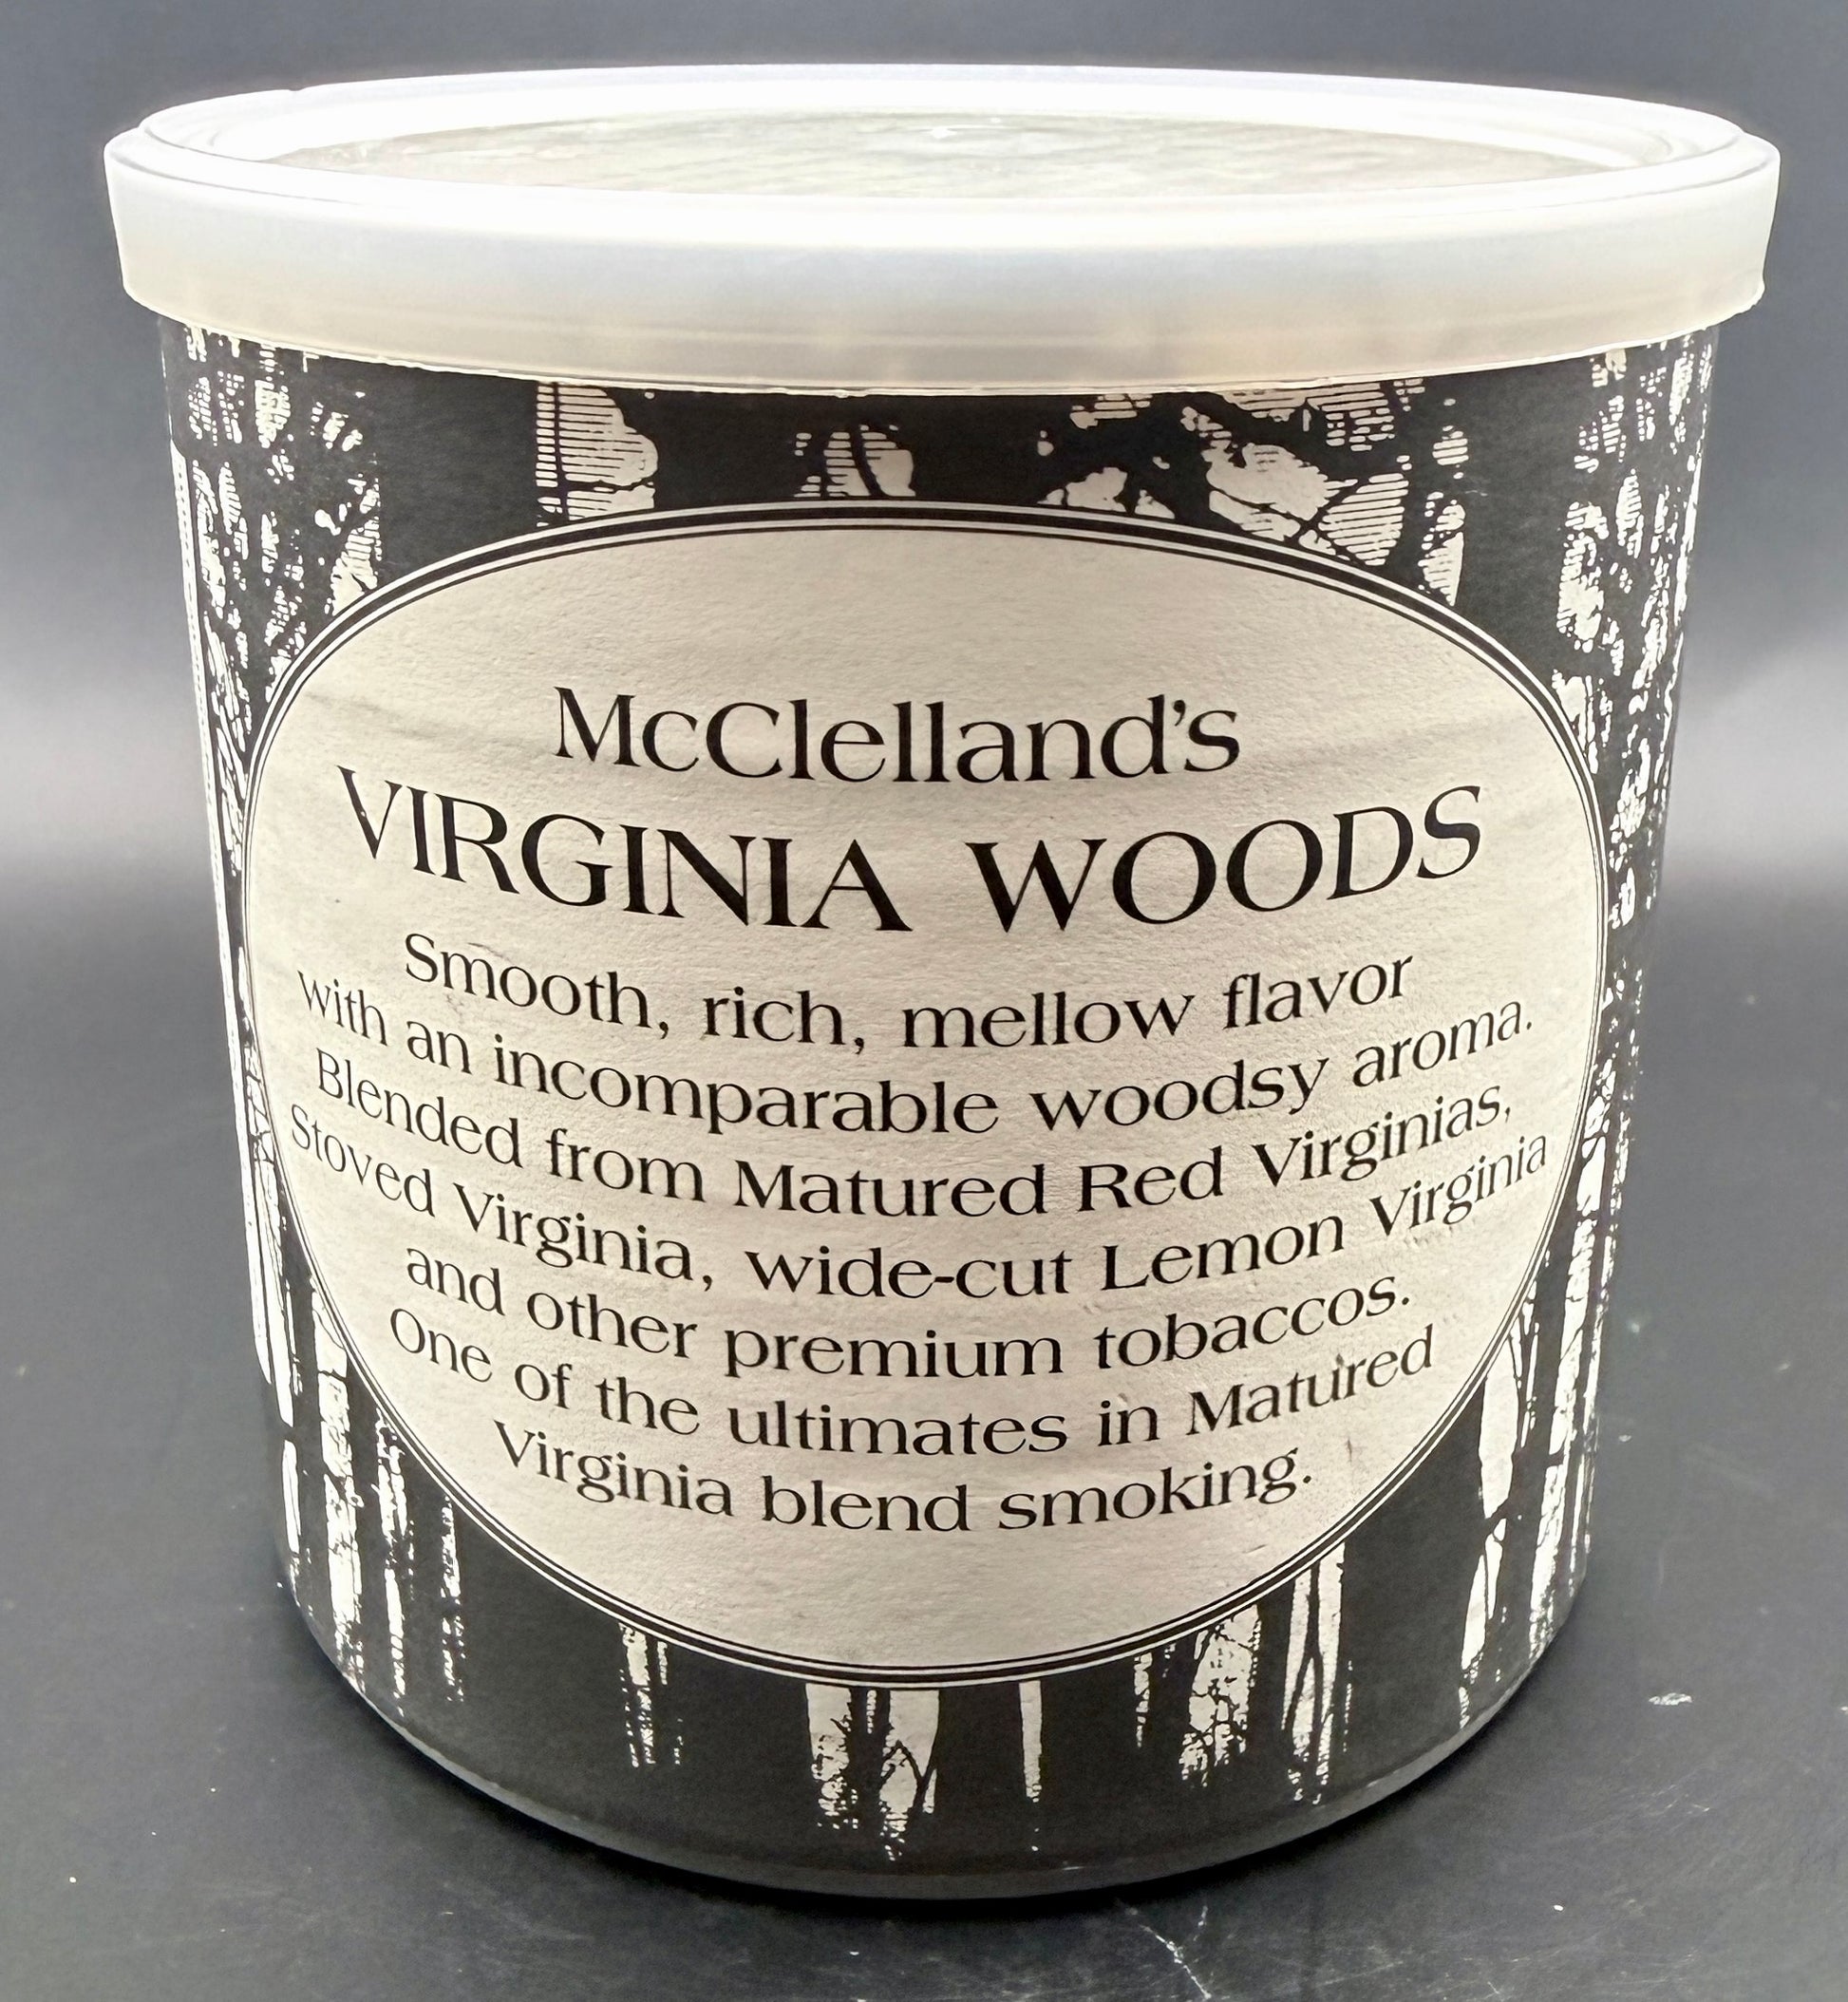 McClelland's
VIRGINIA WOODS
Smooth, rich, mellow flavor
with an incomparable woodsy aroma.
Blended from Matured Red Virginias,
Stoved Virginia, wide-cut Lemon Virginia
and other premium tobaccos.
One of the ultimates in Matured
Virginia blend smoking.